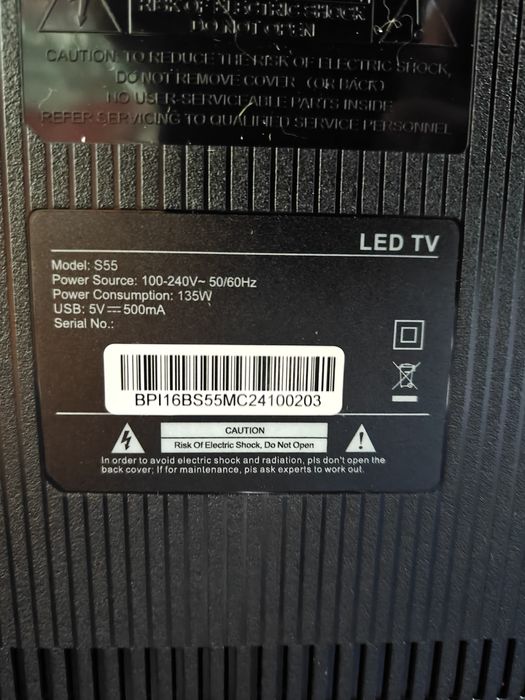 RISK OF ELECTRIC SHOCK
DO NOT OPEN
CAUTION: TO REDUCE THE RISK OF ELECTRIC SHOCK,
DO NOT REMOVE COVER (OR BACK)
NO USER-SERVICEABLE PARTS INSIDE
REFER SERVICING TO QUALIFIED SERVICE PERSONNEL
LED TV
Model: S55
Power Source: 100-240V~ 50/60Hz
Power Consumption: 135W
USB: 5V⎓500mA
Serial No.:
BPI16BS55MC24100203
CAUTION
Risk Of Electric Shock, Do Not Open
In order to avoid electric shock and radiation, pls don't open the
back cover; If for maintenance, pls ask experts to work out.